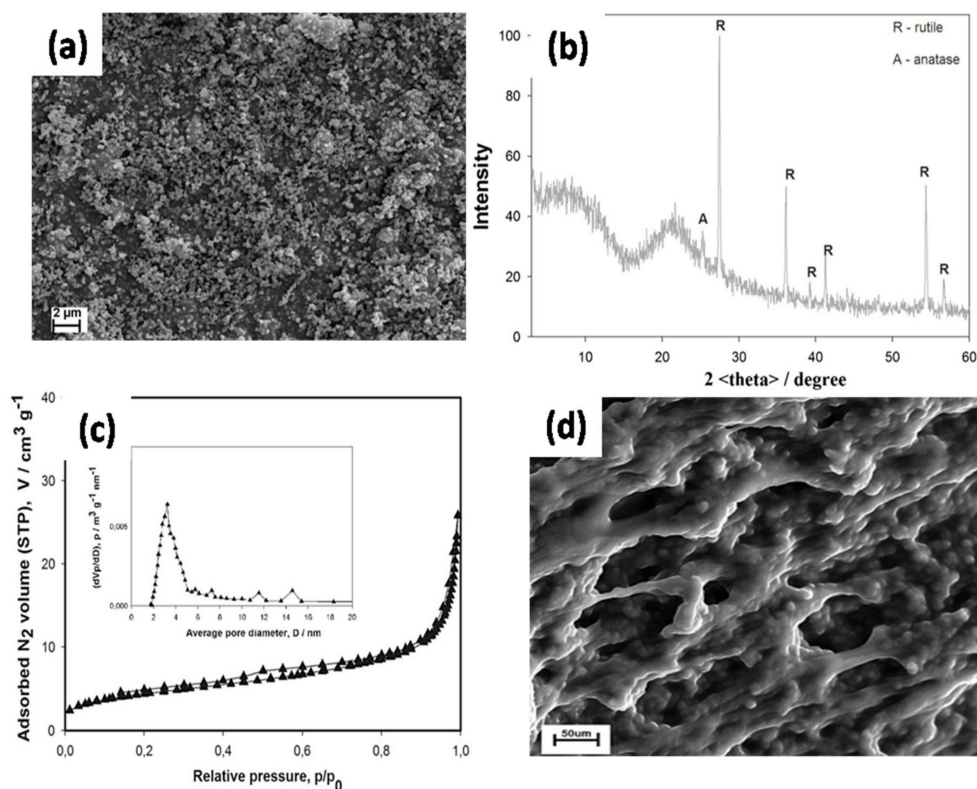 (a)
2 µm
(b)
R - rutile
A - anatase
R
R
R
A
R
R
R
100
80
60
40
20
0
Intensity
10
20
30
40
50
60
2 <theta> / degree
(c)
40
30
20
10
0
Adsorbed N2 volume (STP), V / cm3 g-1
0,0
0,2
0,4
0,6
0,8
1,0
Relative pressure, p/p0
0,005
0,000
(dVp/dD), p / m3 g-1 nm-1
0 2 4 6 8 10 12 14 16 18 20
Average pore diameter, D / nm
(d)
50um